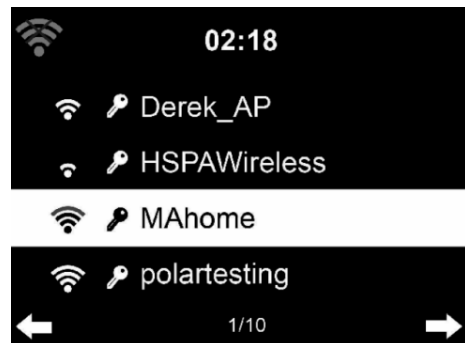 02:18
Derek_AP
HSPAWireless
MAhome
polartesting
1/10